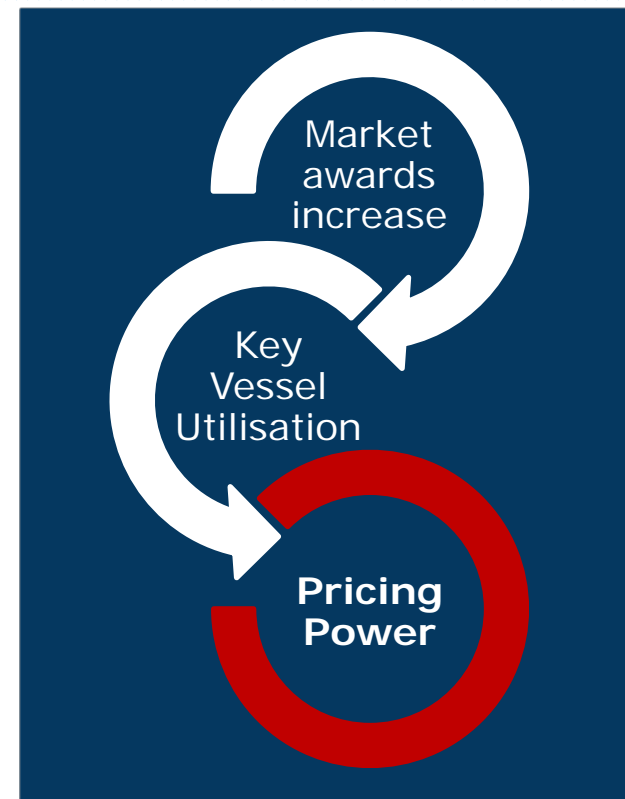 Market
awards
increase
Key
Vessel
Utilisation
Pricing
Power